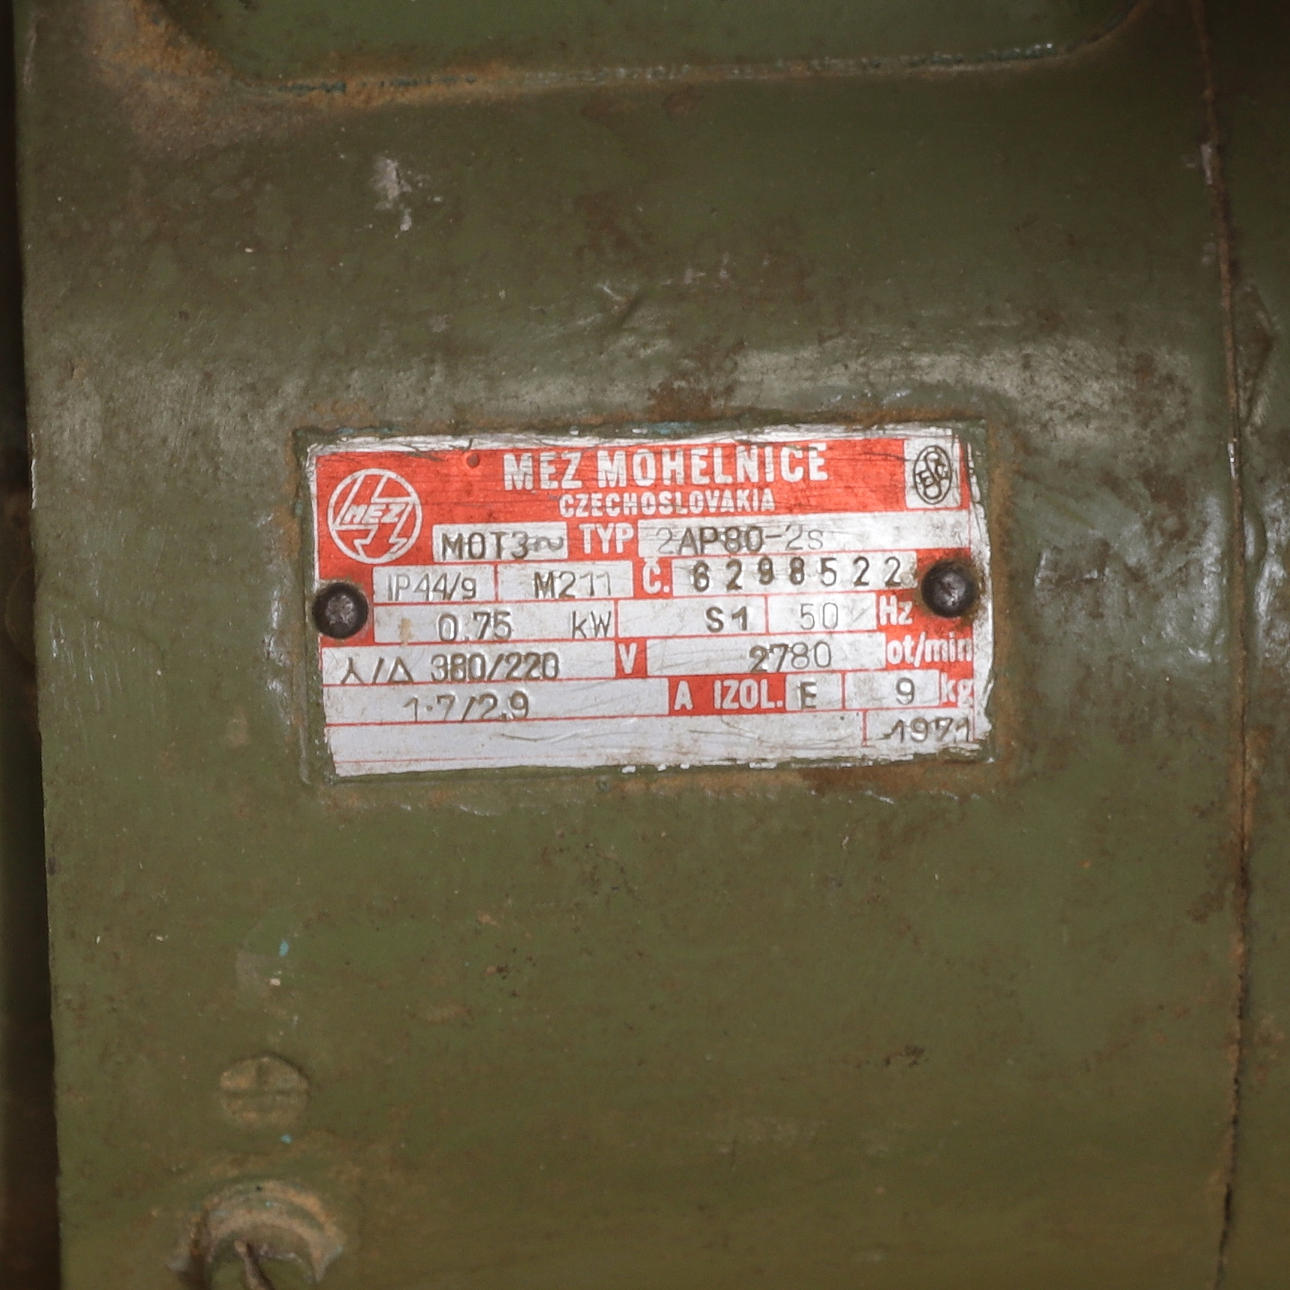 MEZ MOHELNICE
CZECHOSLOVAKIA
MEZ
MOT3~ TYP 2AP80-2s
IP44/9 M211 Č. 6298522
0.75 kW S1 50 Hz
⅄/Δ 380/220 V 2780 ot/min
1.7/2.9 A IZOL. E 9 kg
1971